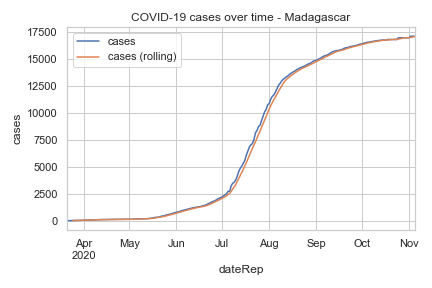 COVID-19 cases over time - Madagascar
cases
cases (rolling)
17500
15000
12500
10000
7500
5000
2500
0
cases
Apr May Jun Jul Aug Sep Oct Nov
2020
dateRep